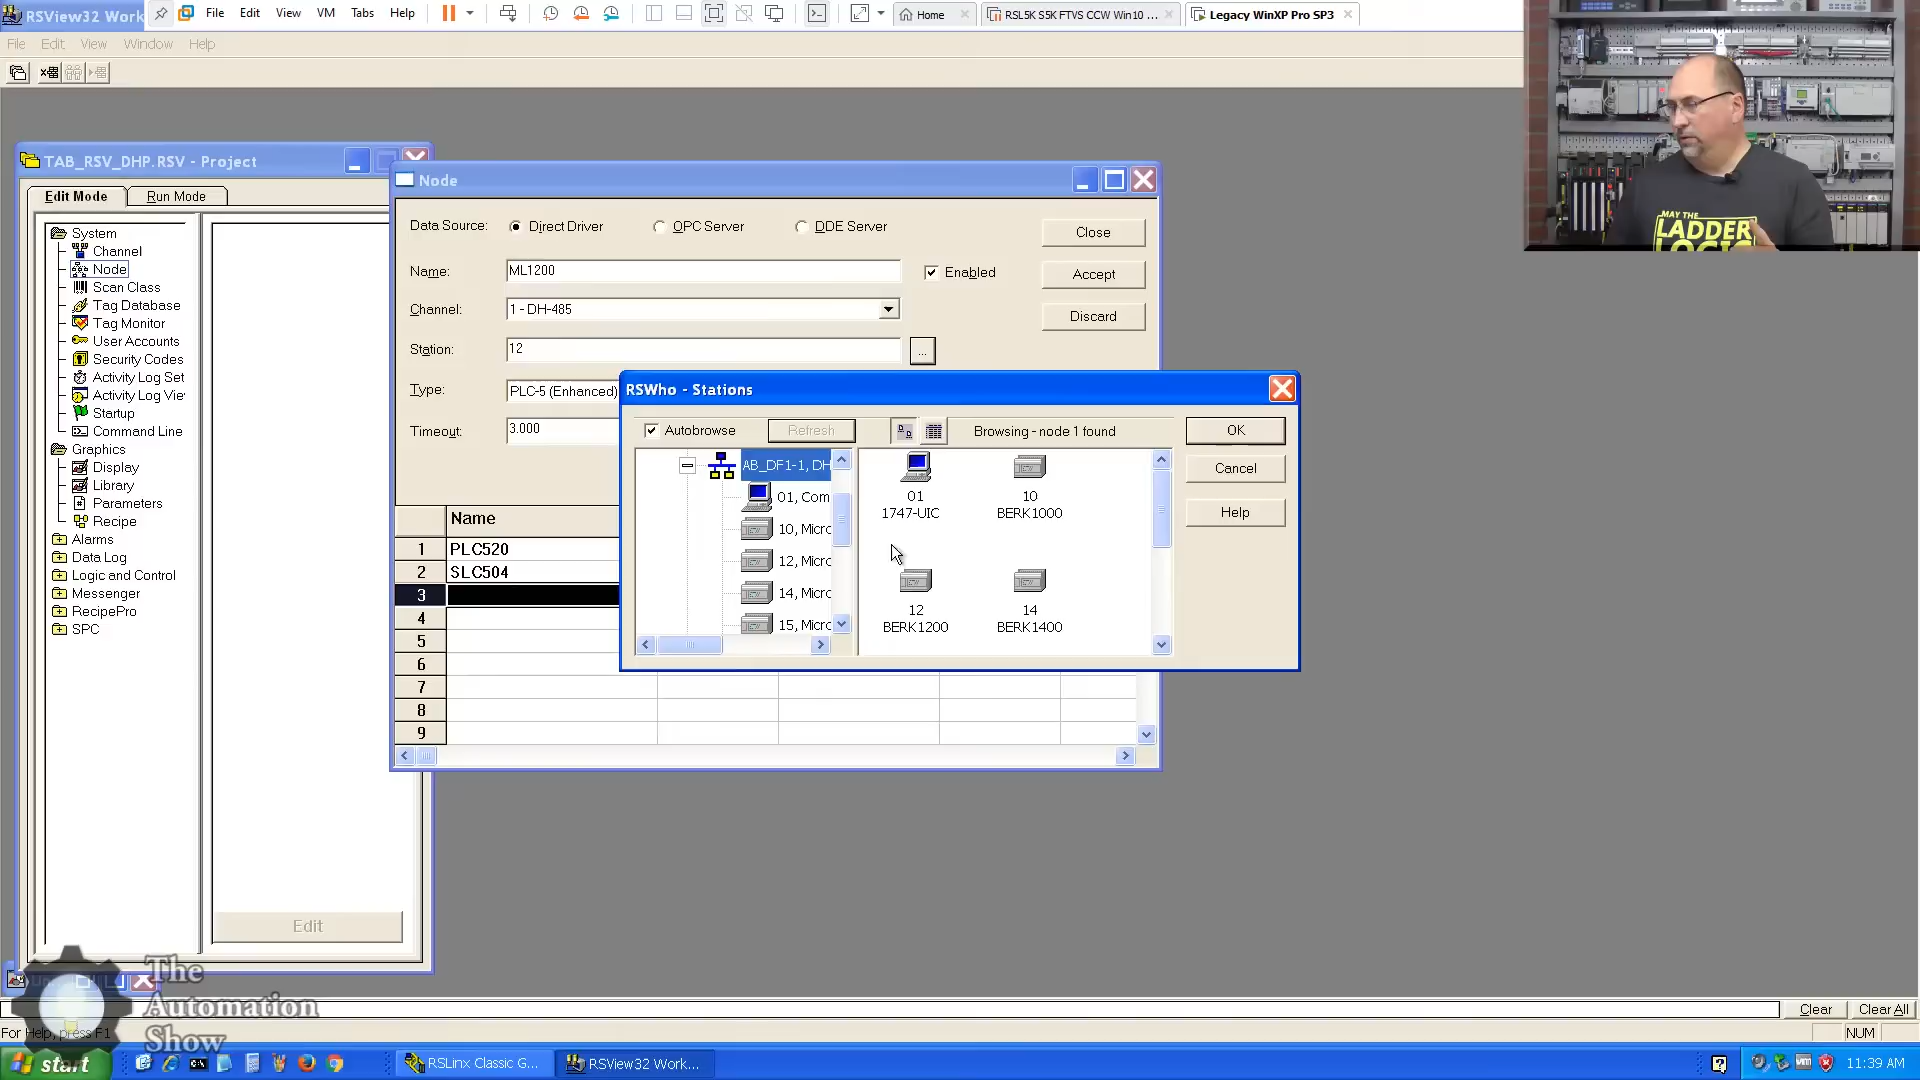 RSView32 Work
File Edit View VM Tabs Help
Home
RSL5K S5K FTVS CCW Win10 ...
Legacy WinXP Pro SP3
File Edit View Window Help
TAB_RSV_DHP.RSV - Project
Edit Mode
Run Mode
System
Channel
Node
Scan Class
Tag Database
Tag Monitor
User Accounts
Security Codes
Activity Log Set
Activity Log Vie
Startup
Command Line
Graphics
Display
Library
Parameters
Recipe
Alarms
Data Log
Logic and Control
Messenger
RecipePro
SPC
Edit
Node
Data Source:
Direct Driver
OPC Server
DDE Server
Close
Name:
ML1200
Enabled
Accept
Channel:
1 - DH-485
Discard
Station:
12
...
Type:
PLC-5 (Enhanced)
Timeout:
3.000
Name
1 PLC520
2 SLC504
3
4
5
6
7
8
9
RSWho - Stations
Autobrowse
Refresh
Browsing - node 1 found
OK
Cancel
Help
AB_DF1-1, DH
01, Com
10, Micro
12, Micro
14, Micro
15, Micro
01
1747-UIC
10
BERK1000
12
BERK1200
14
BERK1400
MAY THE
LADDER
LOGIC
The
Automation
Show
Clear
Clear All
For Help, press F1
NUM
start
RSLinx Classic G...
RSView32 Work...
11:39 AM